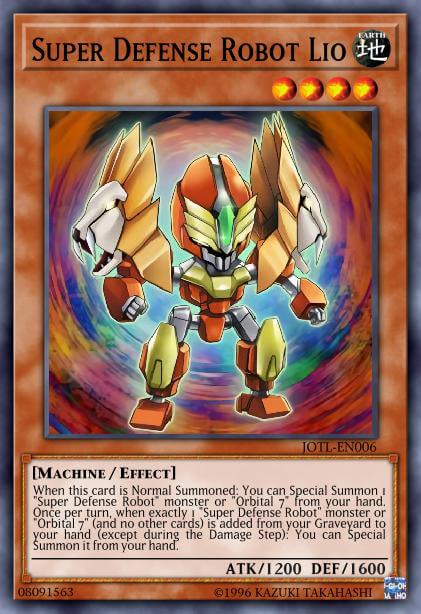 SUPER DEFENSE ROBOT LIO
EARTH
地
JOTL-EN006
[MACHINE / EFFECT]
When this card is Normal Summoned: You can Special Summon 1
"Super Defense Robot" monster or "Orbital 7" from your hand.
Once per turn, when exactly 1 "Super Defense Robot" monster or
"Orbital 7" (and no other cards) is added from your Graveyard to
your hand (except during the Damage Step): You can Special
Summon it from your hand.
ATK/1200 DEF/1600
08091563
©1996 KAZUKI TAKAHASHI